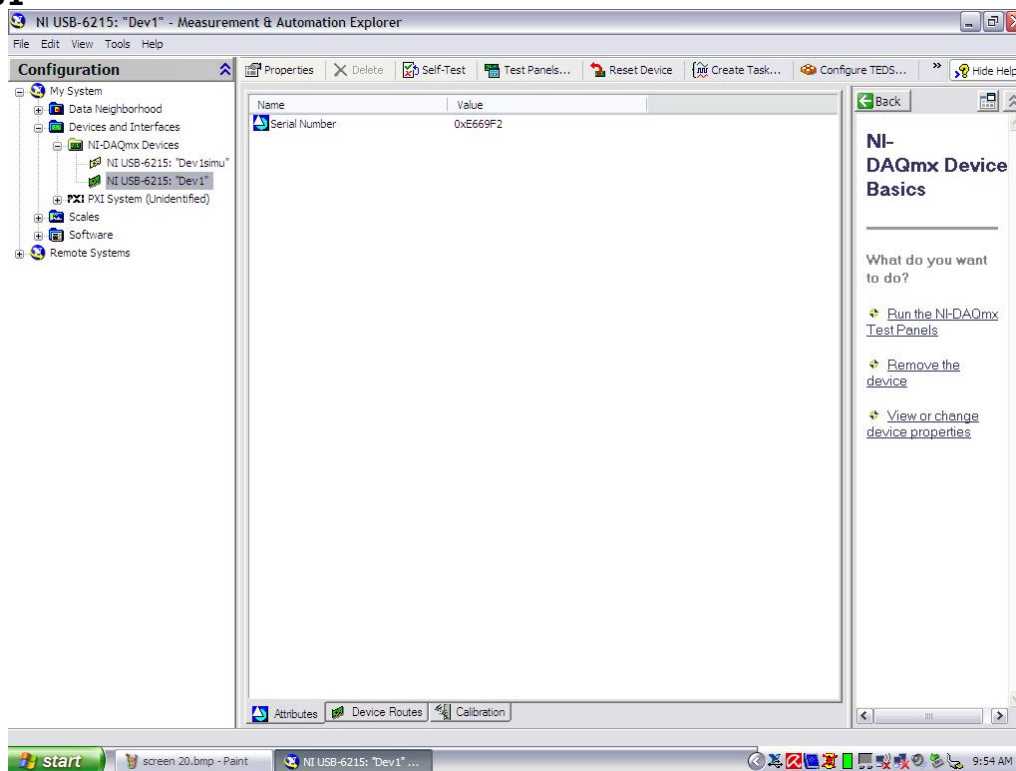 NI USB-6215: "Dev1" - Measurement & Automation Explorer
File Edit View Tools Help
Configuration
Properties Delete Self-Test Test Panels... Reset Device Create Task... Configure TEDS... » Hide Help
My System
Data Neighborhood
Devices and Interfaces
NI-DAQmx Devices
NI USB-6215: "Dev1simu"
NI USB-6215: "Dev1"
PXI PXI System (Unidentified)
Scales
Software
Remote Systems
Name Value
Serial Number 0xE669F2
Back
NI-
DAQmx Device
Basics
What do you want
to do?
Run the NI-DAQmx
Test Panels
Remove the
device
View or change
device properties
Attributes Device Routes Calibration
start screen 20.bmp - Paint NI USB-6215: "Dev1" ... 9:54 AM